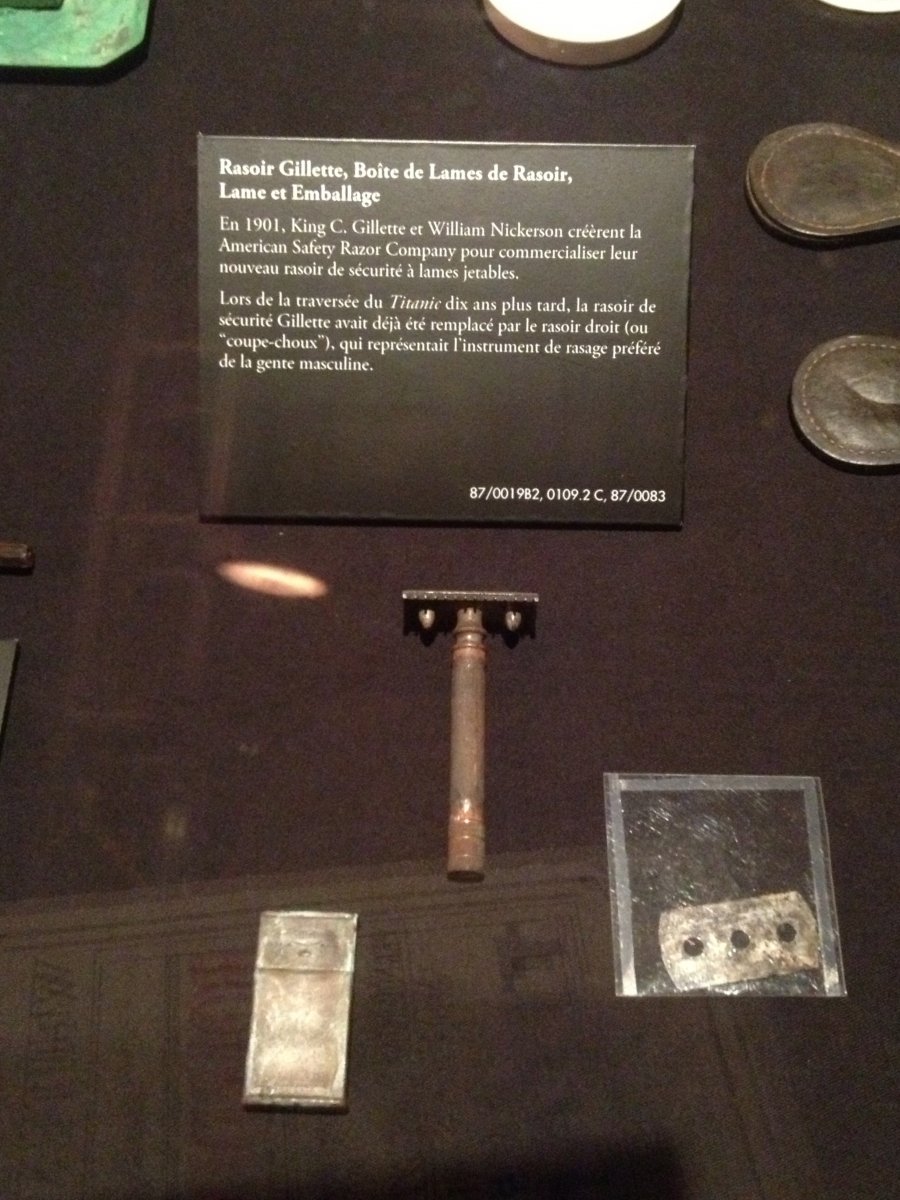 Rasoir Gillette, Boîte de Lames de Rasoir,
Lame et Emballage
En 1901, King C. Gillette et William Nickerson créèrent la
American Safety Razor Company pour commercialiser leur
nouveau rasoir de sécurité à lames jetables.
Lors de la traversée du Titanic dix ans plus tard, la rasoir de
sécurité Gillette avait déjà été remplacé par le rasoir droit (ou
“coupe-choux”), qui représentait l’instrument de rasage préféré
de la gente masculine.
87/0019B2, 0109.2 C, 87/0083